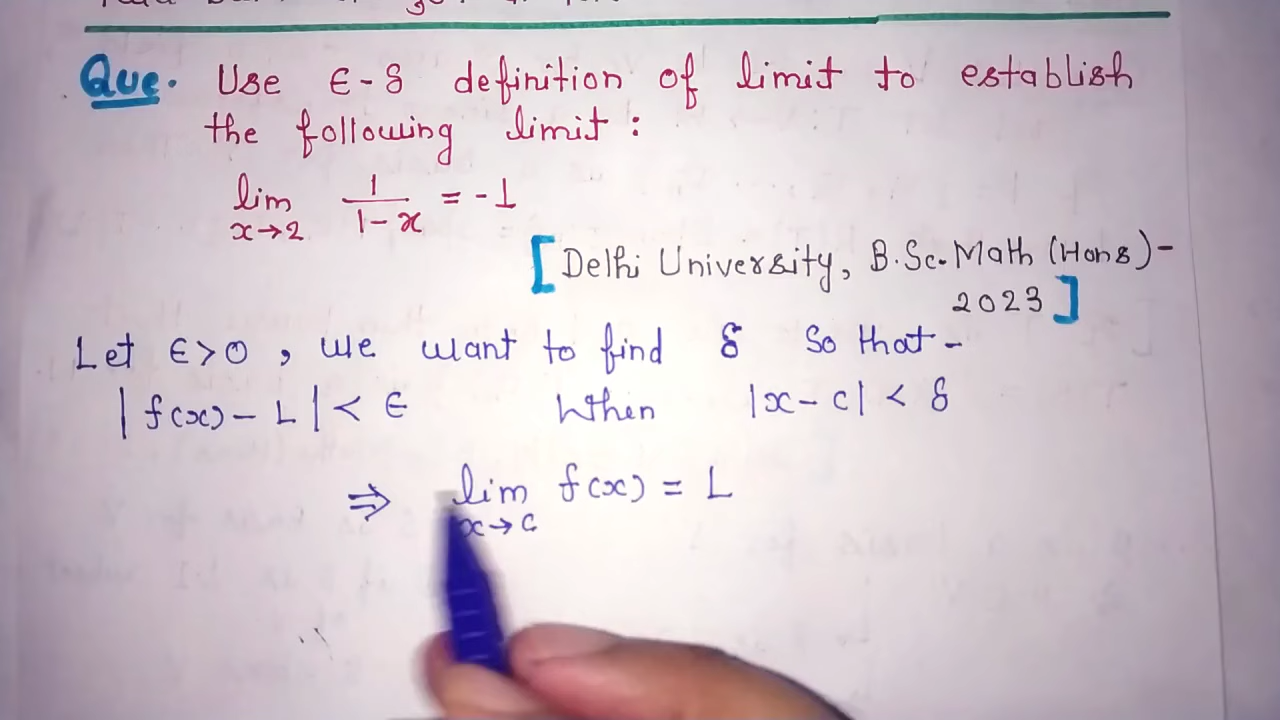 Que. Use ϵ-δ definition of limit to establish
the following limit :
lim x→2 1/(1-x) = -1
[Delhi University, B.Sc. Math (Hons)-
2023]
Let ϵ>0, we want to find δ So that-
|f(x) - L| < ϵ When |x-c| < δ
⇒ lim x→c f(x) = L